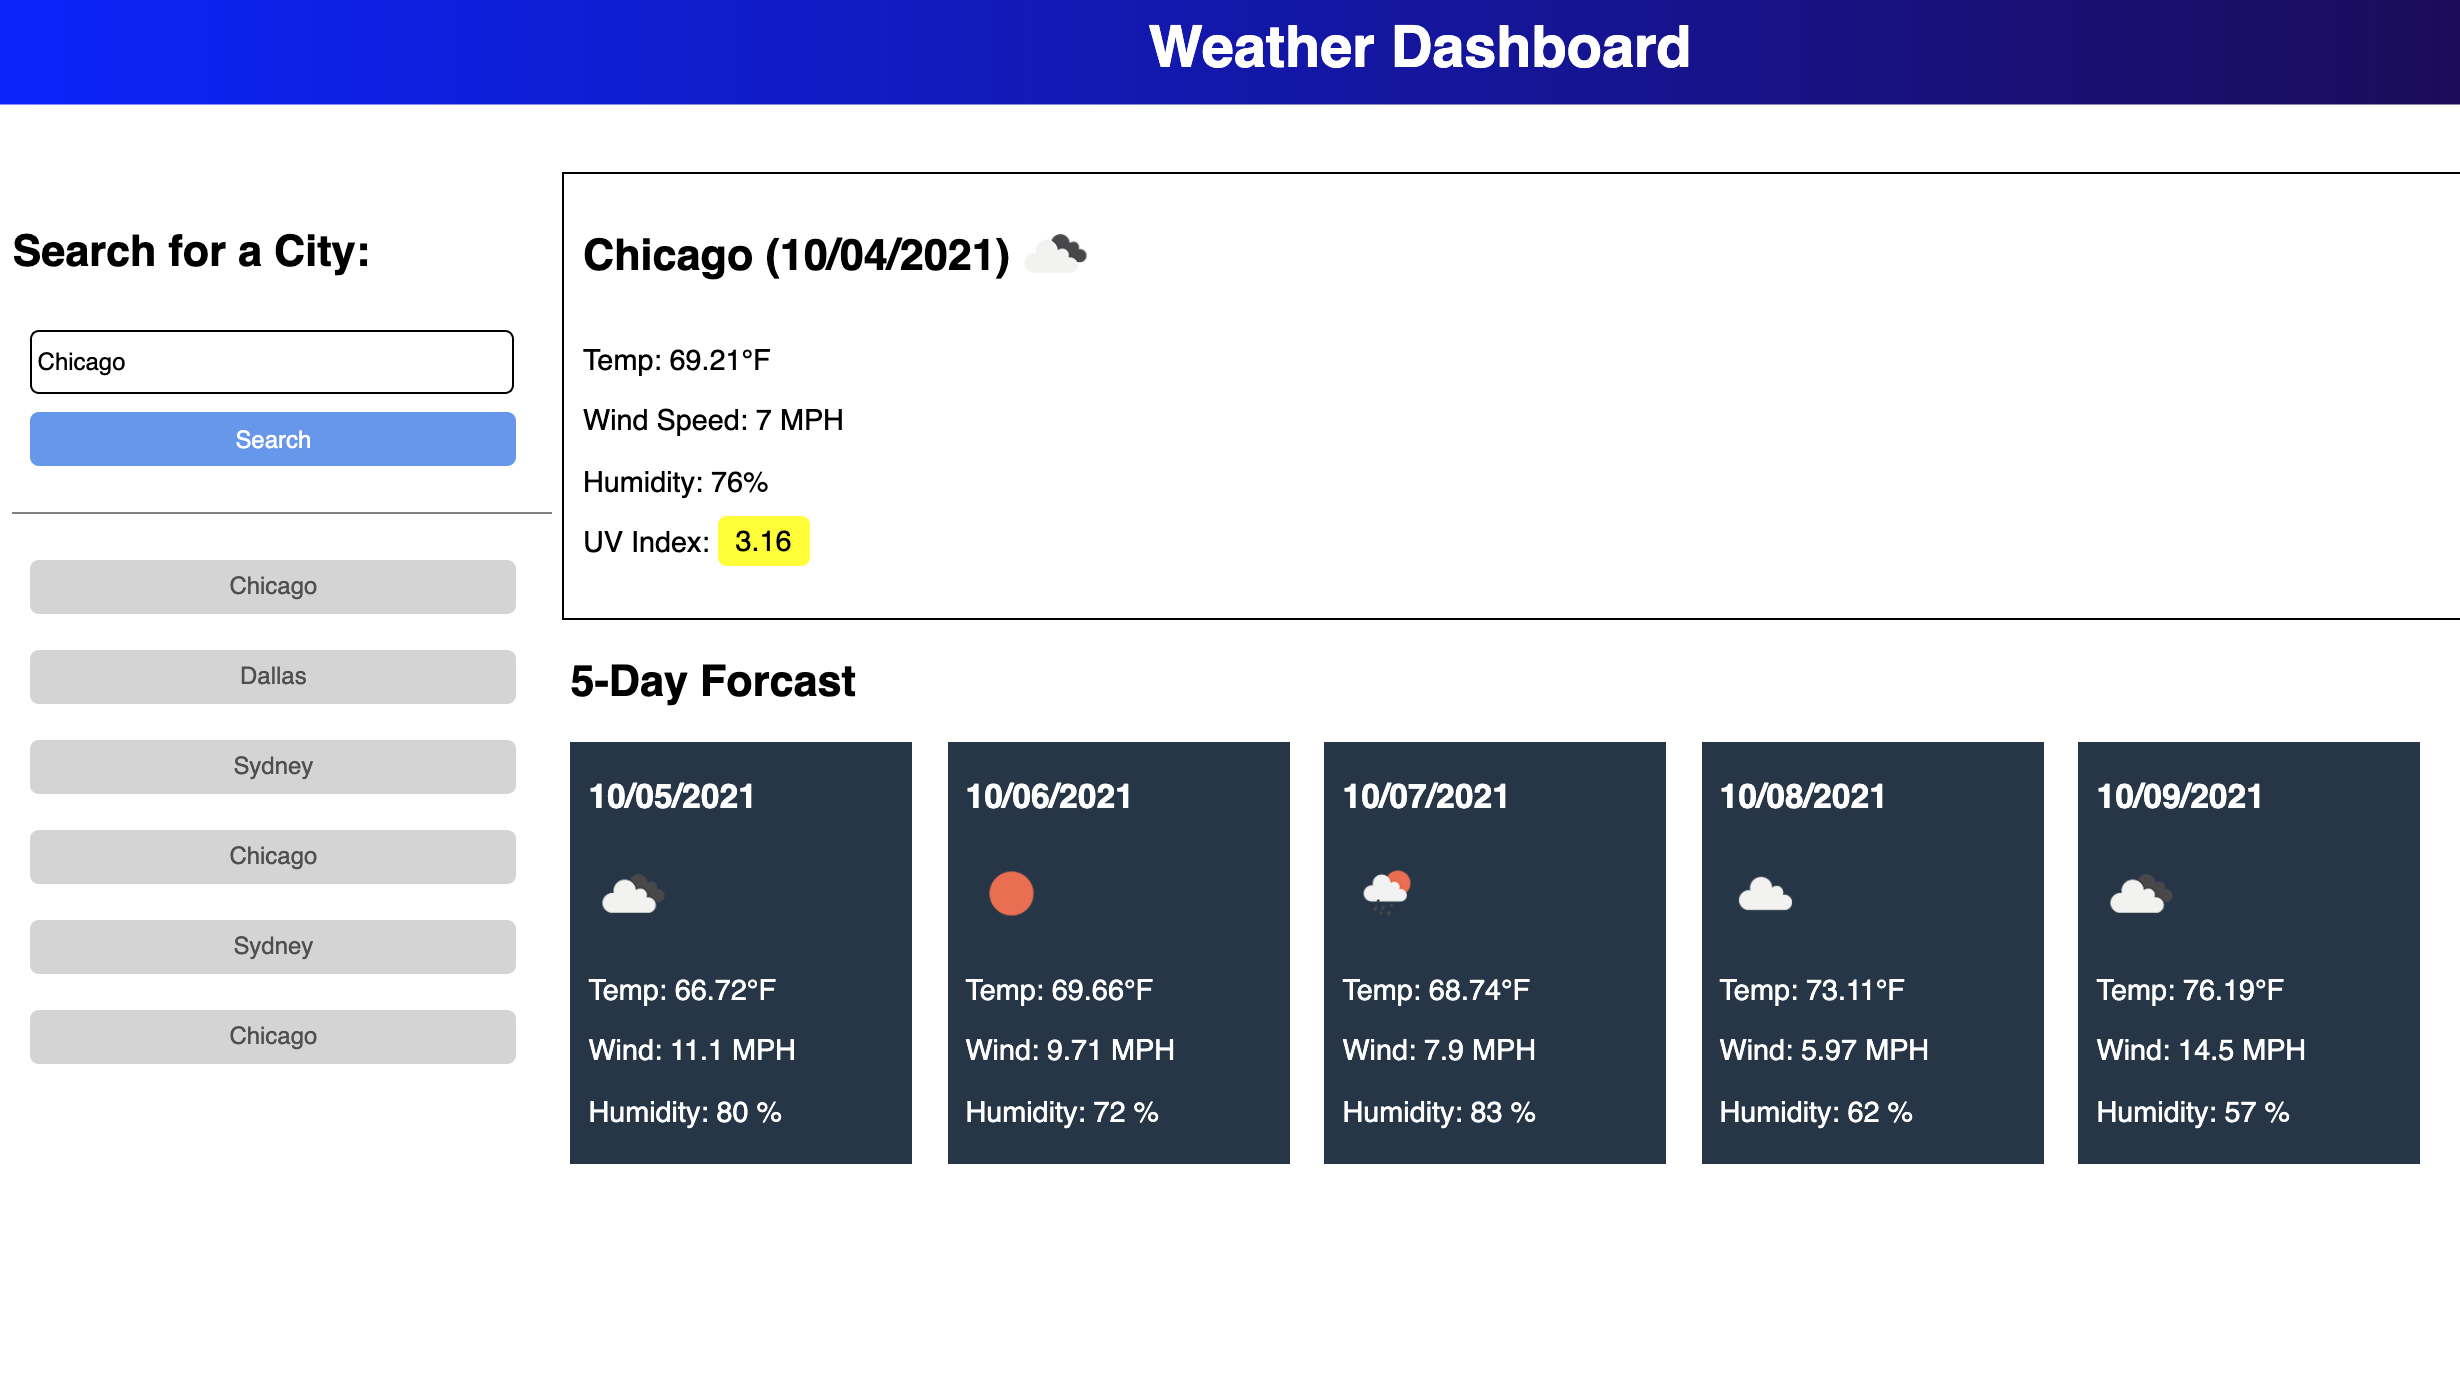 Weather Dashboard
Search for a City:
Chicago
Search
Chicago
Dallas
Sydney
Chicago
Sydney
Chicago
Chicago (10/04/2021)
Temp: 69.21°F
Wind Speed: 7 MPH
Humidity: 76%
UV Index: 3.16
5-Day Forcast
10/05/2021
Temp: 66.72°F
Wind: 11.1 MPH
Humidity: 80 %
10/06/2021
Temp: 69.66°F
Wind: 9.71 MPH
Humidity: 72 %
10/07/2021
Temp: 68.74°F
Wind: 7.9 MPH
Humidity: 83 %
10/08/2021
Temp: 73.11°F
Wind: 5.97 MPH
Humidity: 62 %
10/09/2021
Temp: 76.19°F
Wind: 14.5 MPH
Humidity: 57 %